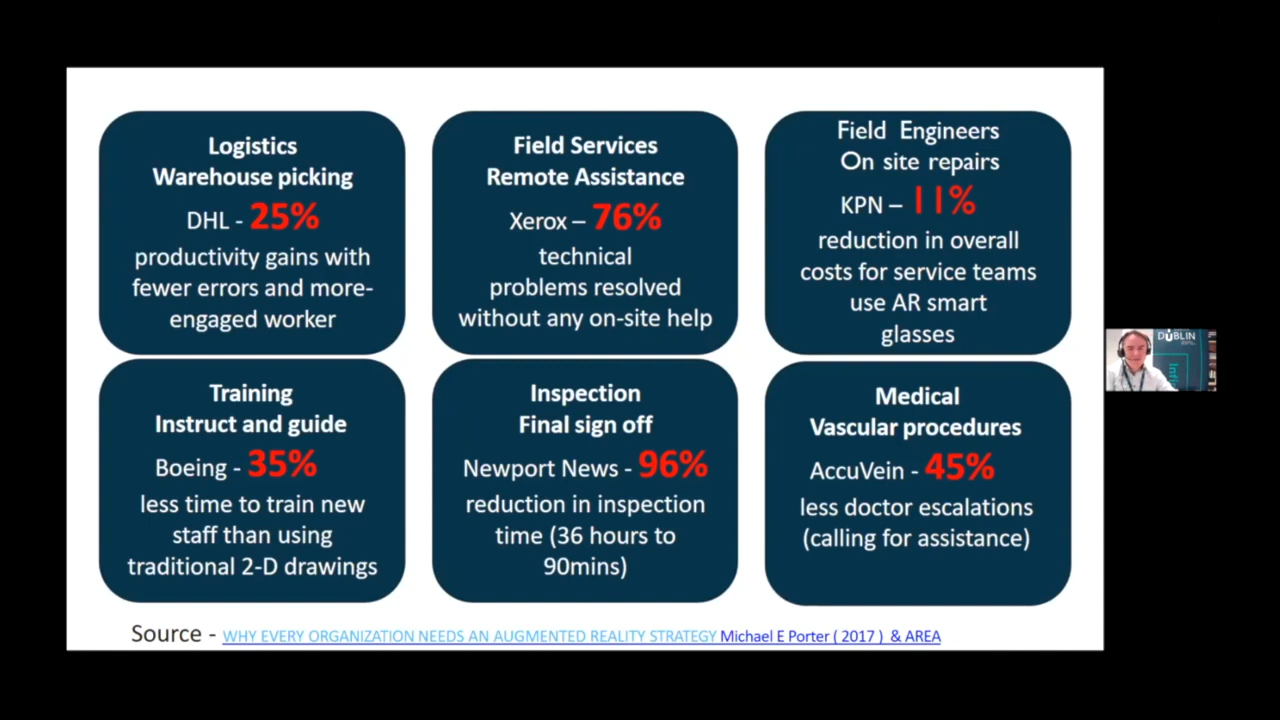 Logistics
Warehouse picking
DHL - 25%
productivity gains with
fewer errors and more-
engaged worker
Field Services
Remote Assistance
Xerox – 76%
technical
problems resolved
without any on-site help
Field Engineers
On site repairs
KPN – 11%
reduction in overall
costs for service teams
use AR smart
glasses
Training
Instruct and guide
Boeing - 35%
less time to train new
staff than using
traditional 2-D drawings
Inspection
Final sign off
Newport News - 96%
reduction in inspection
time (36 hours to
90mins)
Medical
Vascular procedures
AccuVein - 45%
less doctor escalations
(calling for assistance)
Source - WHY EVERY ORGANIZATION NEEDS AN AUGMENTED REALITY STRATEGY Michael E Porter ( 2017 ) & AREA
DUBLIN